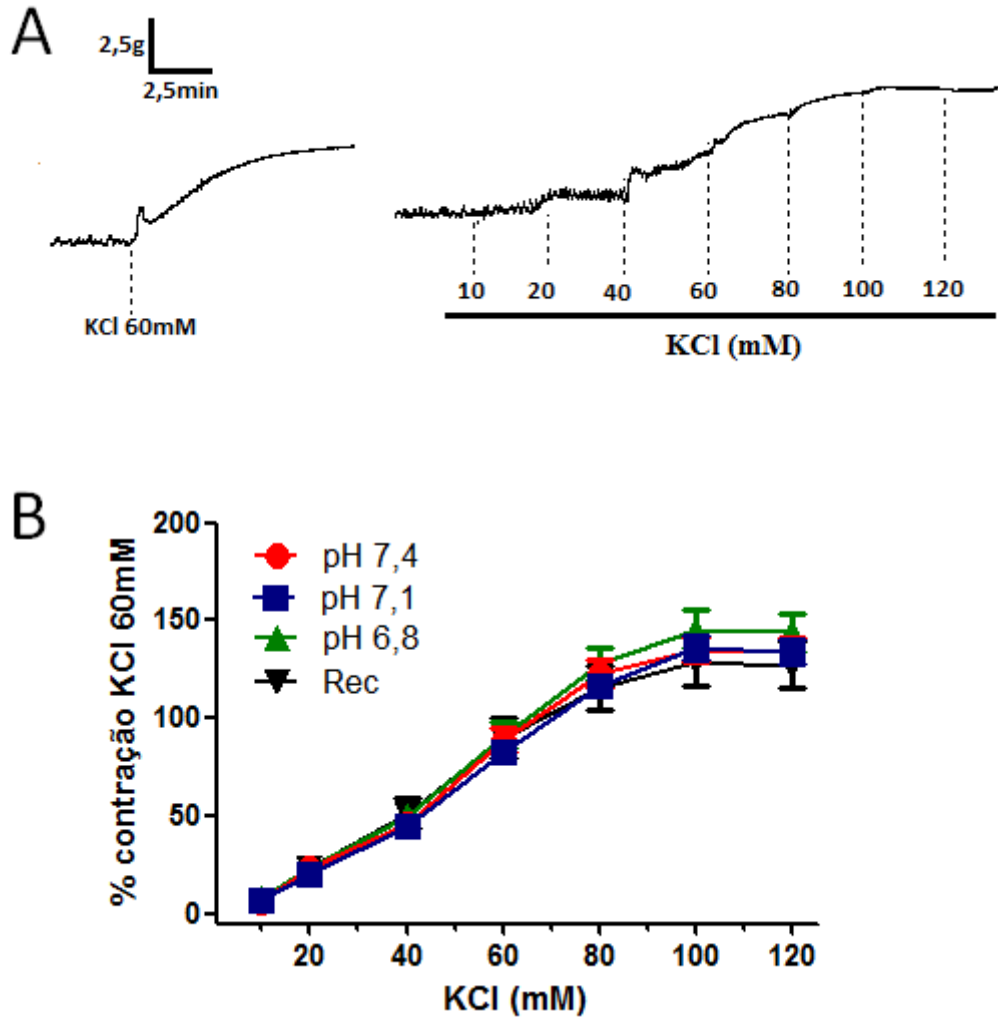 A
2,5g
2,5min
KCl 60mM
10 20 40 60 80 100 120
KCl (mM)
B
% contração KCl 60mM
200
150
100
50
0
pH 7,4
pH 7,1
pH 6,8
Rec
20 40 60 80 100 120
KCl (mM)